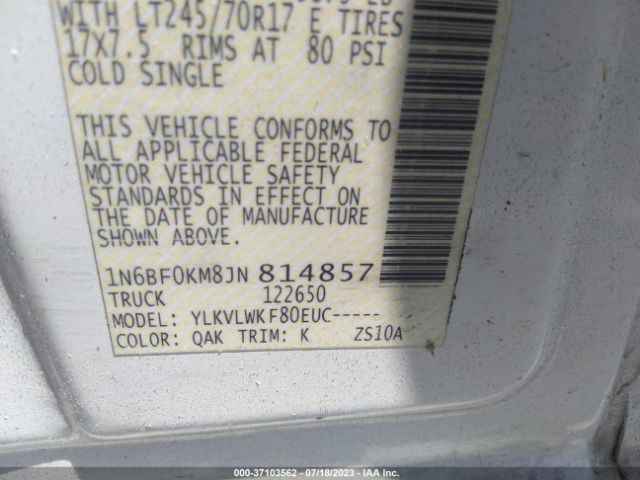 WITH LT245/70R17 E TIRES
17X7.5 RIMS AT 80 PSI
COLD SINGLE
THIS VEHICLE CONFORMS TO
ALL APPLICABLE FEDERAL
MOTOR VEHICLE SAFETY
STANDARDS IN EFFECT ON
THE DATE OF MANUFACTURE
SHOWN ABOVE.
1N6BF0KM8JN 814857
TRUCK 122650
MODEL: YLKVLWKF80EUC-----
COLOR: QAK TRIM: K ZS10A
000-37103562 - 07/18/2023 - IAA Inc.